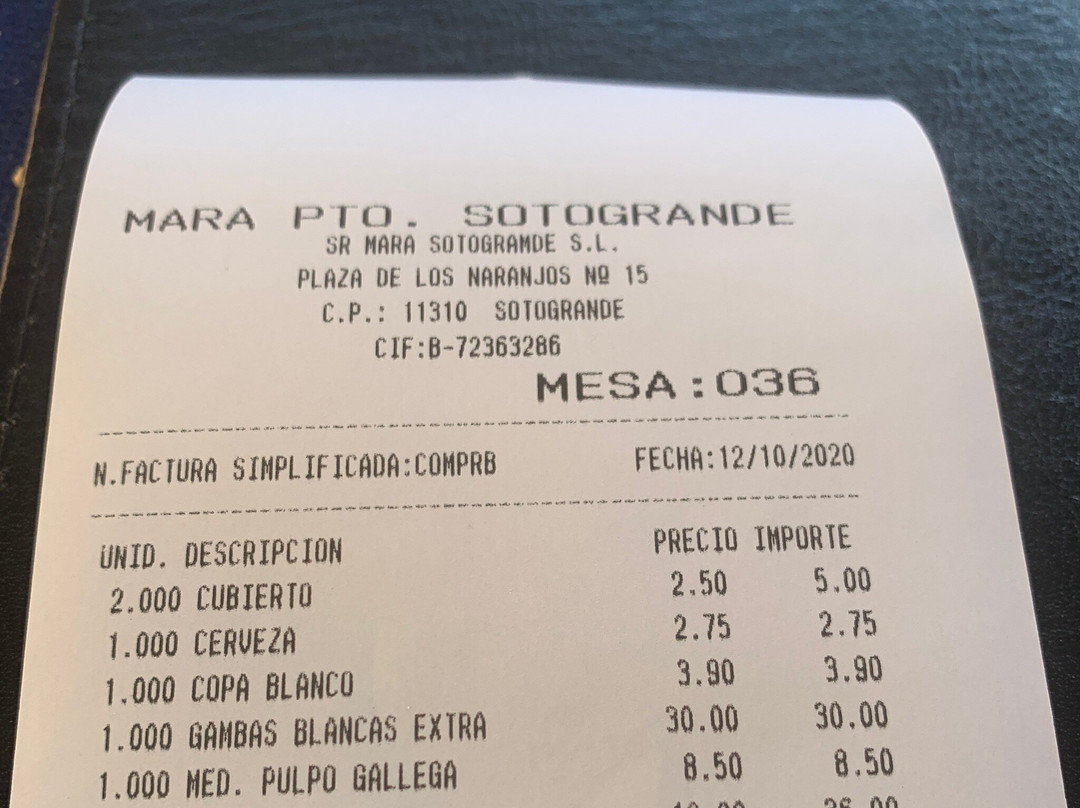 MARA PTO. SOTOGRANDE
SR MARA SOTOGRAMDE S.L.
PLAZA DE LOS NARANJOS Nº 15
C.P.: 11310 SOTOGRANDE
CIF:B-72363286
MESA:036
N.FACTURA SIMPLIFICADA:COMPRB FECHA:12/10/2020
UNID. DESCRIPCION PRECIO IMPORTE
2.000 CUBIERTO 2.50 5.00
1.000 CERVEZA 2.75 2.75
1.000 COPA BLANCO 3.90 3.90
1.000 GAMBAS BLANCAS EXTRA 30.00 30.00
1.000 MED. PULPO GALLEGA 8.50 8.50